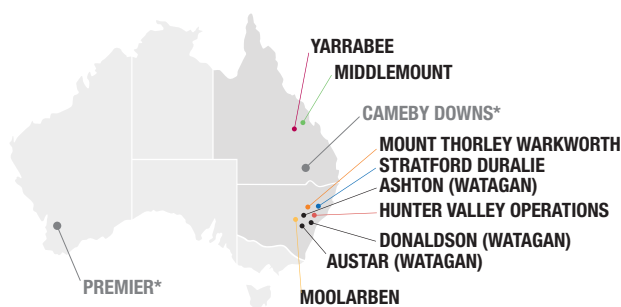 YARRABEE
MIDDLEMOUNT
CAMEBY DOWNS*
MOUNT THORLEY WARKWORTH
STRATFORD DURALIE
ASHTON (WATAGAN)
HUNTER VALLEY OPERATIONS
DONALDSON (WATAGAN)
AUSTAR (WATAGAN)
PREMIER*
MOOLARBEN